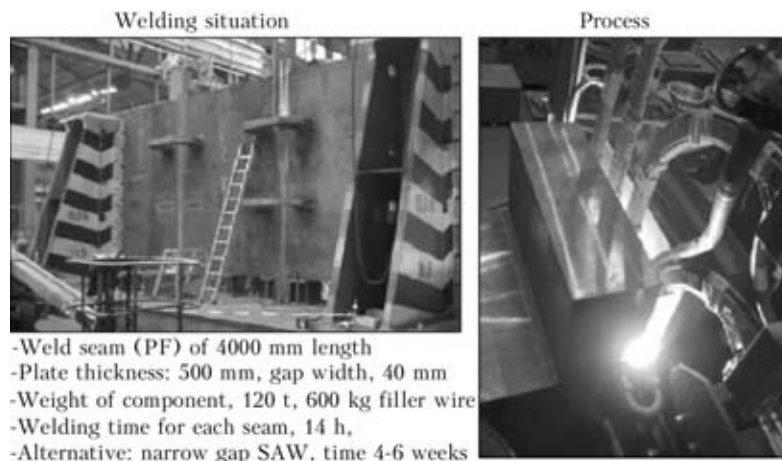 Welding situation
Process
-Weld seam (PF) of 4000 mm length
-Plate thickness: 500 mm, gap width, 40 mm
-Weight of component, 120 t, 600 kg filler wire
-Welding time for each seam, 14 h,
-Alternative: narrow gap SAW, time 4-6 weeks